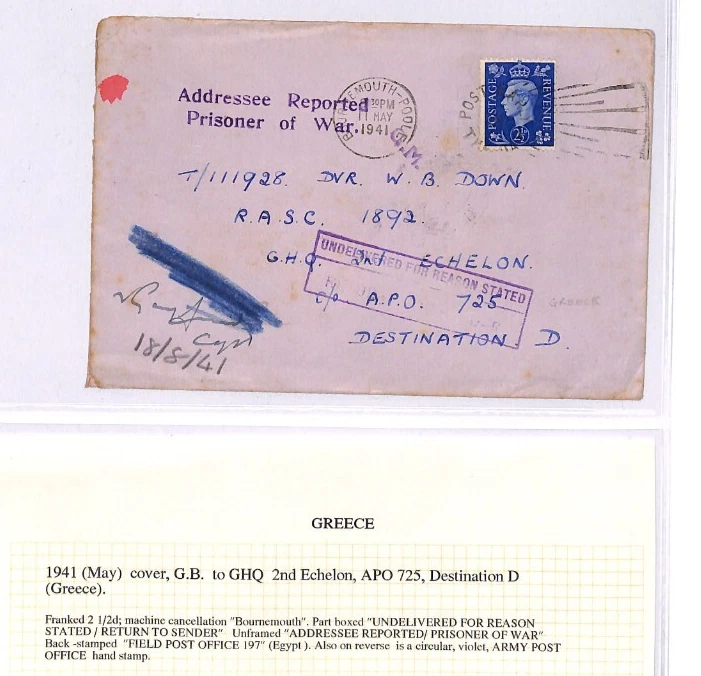 Addressee Reported
Prisoner of War.
BOURNEMOUTH-POOLE
30PM
11 MAY
1941
POSTAGE
REVENUE
2½
G.M.
T/111928. DVR. W. B. DOWN.
R.A.S.C. 1892.
G.H.Q. 2nd ECHELON.
UNDELIVERED FOR REASON STATED
c/o A.P.O. 725
GREECE
DESTINATION D.
Capt
18/8/41
GREECE
1941 (May) cover, G.B. to GHQ 2nd Echelon, APO 725, Destination D
(Greece).
Franked 2 1/2d; machine cancellation "Bournemouth". Part boxed "UNDELIVERED FOR REASON
STATED / RETURN TO SENDER" Unframed "ADDRESSEE REPORTED/ PRISONER OF WAR"
Back -stamped "FIELD POST OFFICE 197" (Egypt ). Also on reverse is a circular, violet, ARMY POST
OFFICE hand stamp.